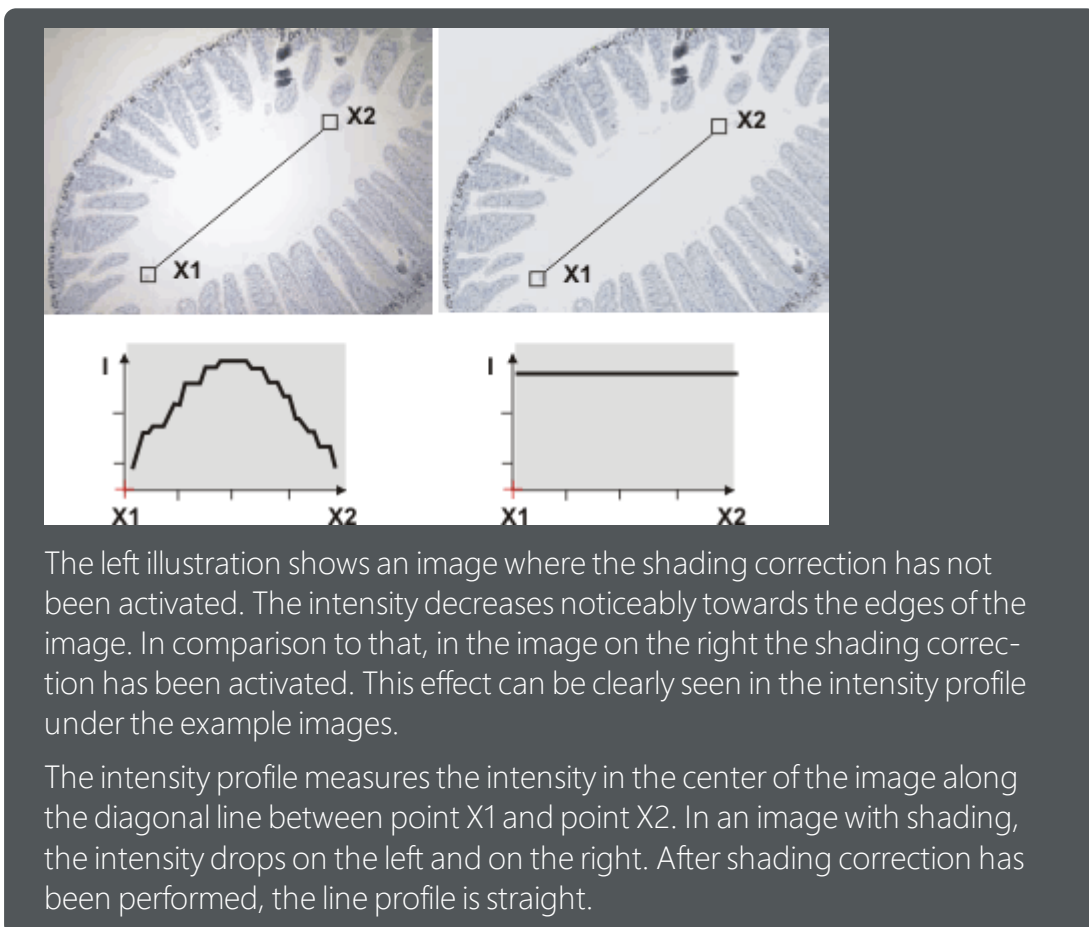 X2
X1
X2
X1
I
X1
X2
I
X1
X2
The left illustration shows an image where the shading correction has not
been activated. The intensity decreases noticeably towards the edges of the
image. In comparison to that, in the image on the right the shading correc-
tion has been activated. This effect can be clearly seen in the intensity profile
under the example images.
The intensity profile measures the intensity in the center of the image along
the diagonal line between point X1 and point X2. In an image with shading,
the intensity drops on the left and on the right. After shading correction has
been performed, the line profile is straight.